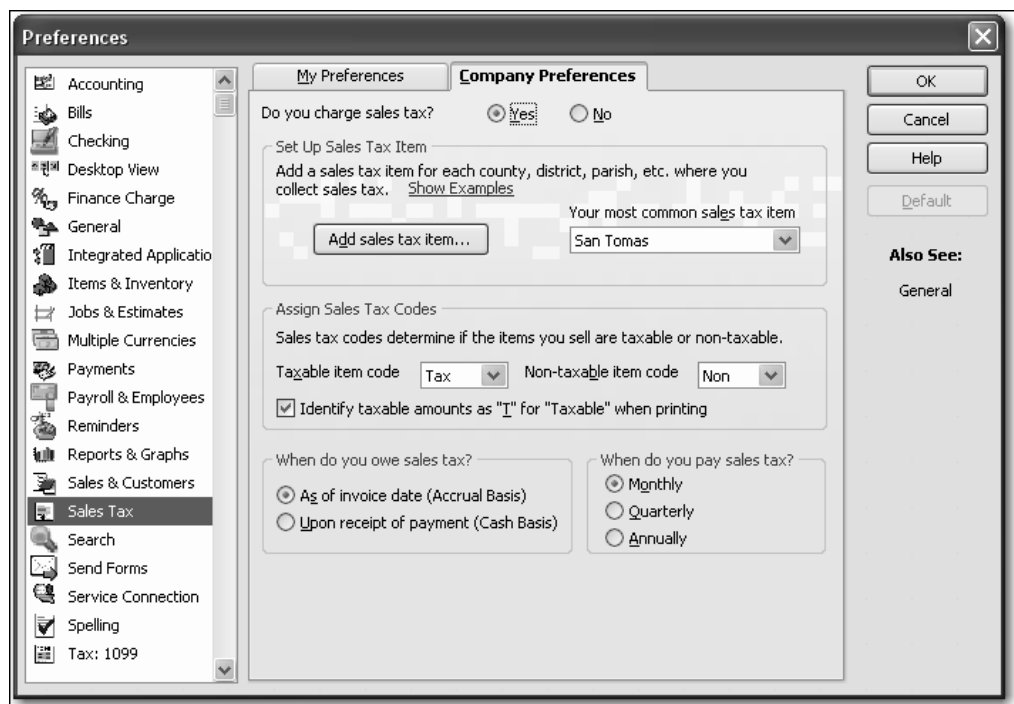 Preferences
Accounting
Bills
Checking
Desktop View
Finance Charge
General
Integrated Applicatio
Items & Inventory
Jobs & Estimates
Multiple Currencies
Payments
Payroll & Employees
Reminders
Reports & Graphs
Sales & Customers
Sales Tax
Search
Send Forms
Service Connection
Spelling
Tax: 1099
My Preferences
Company Preferences
Do you charge sales tax? Yes No
Set Up Sales Tax Item
Add a sales tax item for each county, district, parish, etc. where you
collect sales tax. Show Examples
Your most common sales tax item
Add sales tax item...
San Tomas
Assign Sales Tax Codes
Sales tax codes determine if the items you sell are taxable or non-taxable.
Taxable item code Tax Non-taxable item code Non
Identify taxable amounts as "T" for "Taxable" when printing
When do you owe sales tax?
As of invoice date (Accrual Basis)
Upon receipt of payment (Cash Basis)
When do you pay sales tax?
Monthly
Quarterly
Annually
OK
Cancel
Help
Default
Also See:
General